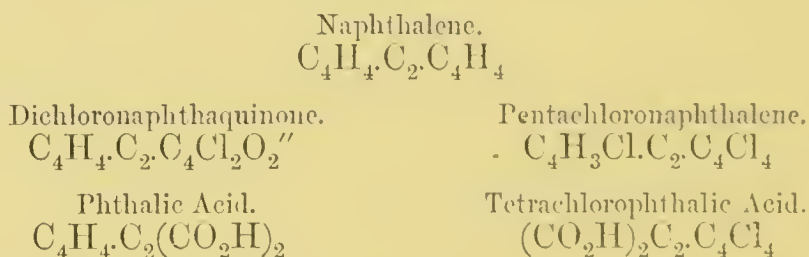 Naphthalene.
C₄H₄.C₂.C₄H₄
Dichloronaphthaquinone. Pentachloronaphthalene.
C₄H₄.C₂.C₄Cl₂O₂″ C₄H₃Cl.C₂.C₄Cl₄
Phthalic Acid. Tetrachlorophthalic Acid.
C₄H₄.C₂(CO₂H)₂ (CO₂H)₂C₂.C₄Cl₄